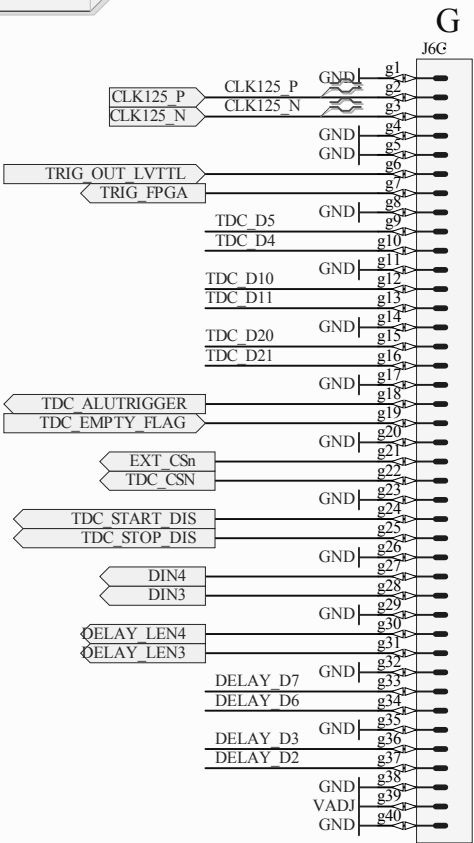 G
J6G
GND g1
CLK125_P CLK125_P g2
CLK125_N CLK125_N g3
GND g4
GND g5
TRIG_OUT_LVTTL g6
TRIG_FPGA g7
GND g8
TDC_D5 g9
TDC_D4 g10
GND g11
TDC_D10 g12
TDC_D11 g13
GND g14
TDC_D20 g15
TDC_D21 g16
GND g17
TDC_ALUTRIGGER g18
TDC_EMPTY_FLAG g19
GND g20
EXT_CSn g21
TDC_CSN g22
GND g23
TDC_START_DIS g24
TDC_STOP_DIS g25
GND g26
DIN4 g27
DIN3 g28
GND g29
DELAY_LEN4 g30
DELAY_LEN3 g31
GND g32
DELAY_D7 g33
DELAY_D6 g34
GND g35
DELAY_D3 g36
DELAY_D2 g37
GND g38
VADJ g39
GND g40